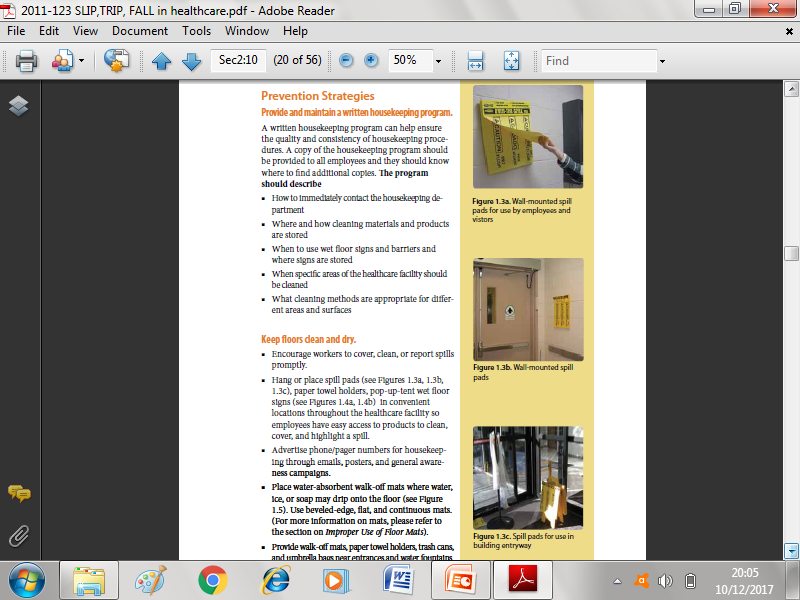 2011-123 SLIP,TRIP, FALL in healthcare.pdf - Adobe Reader
File Edit View Document Tools Window Help
Sec2:10 (20 of 56) 50% Find
Prevention Strategies
Provide and maintain a written housekeeping program.
A written housekeeping program can help ensure
the quality and consistency of housekeeping proce-
dures. A copy of the housekeeping program should
be provided to all employees and they should know
where to find additional copies. The program
should describe
▪ How to immediately contact the housekeeping de-
partment
▪ Where and how cleaning materials and products
are stored
▪ When to use wet floor signs and barriers and
where signs are stored
▪ When specific areas of the healthcare facility should
be cleaned
▪ What cleaning methods are appropriate for differ-
ent areas and surfaces
Keep floors clean and dry.
▪ Encourage workers to cover, clean, or report spills
promptly.
▪ Hang or place spill pads (see Figures 1.3a, 1.3b,
1.3c), paper towel holders, pop-up-tent wet floor
signs (see Figures 1.4a, 1.4b) in convenient
locations throughout the healthcare facility so
employees have easy access to products to clean,
cover, and highlight a spill.
▪ Advertise phone/pager numbers for housekeep-
ing through emails, posters, and general aware-
ness campaigns.
▪ Place water-absorbent walk-off mats where water,
ice, or soap may drip onto the floor (see Figure
1.5). Use beveled-edge, flat, and continuous mats.
(For more information on mats, please refer to
the section on Improper Use of Floor Mats).
▪ Provide walk-off mats, paper towel holders, trash cans,
and umbrella bags near entrances and water fountains
CAUTION
Figure 1.3a. Wall-mounted spill
pads for use by employees and
vistors
Figure 1.3b. Wall-mounted spill
pads
Figure 1.3c. Spill pads for use in
building entryway
20:05
10/12/2017